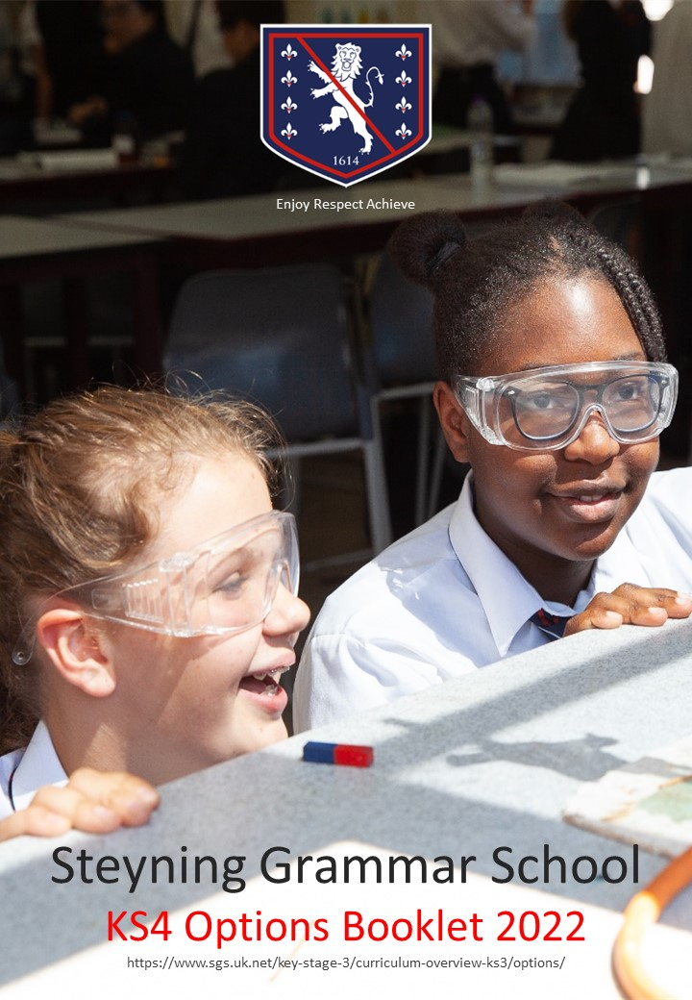 1614
Enjoy Respect Achieve
Steyning Grammar School
KS4 Options Booklet 2022
https://www.sgs.uk.net/key-stage-3/curriculum-overview-ks3/options/